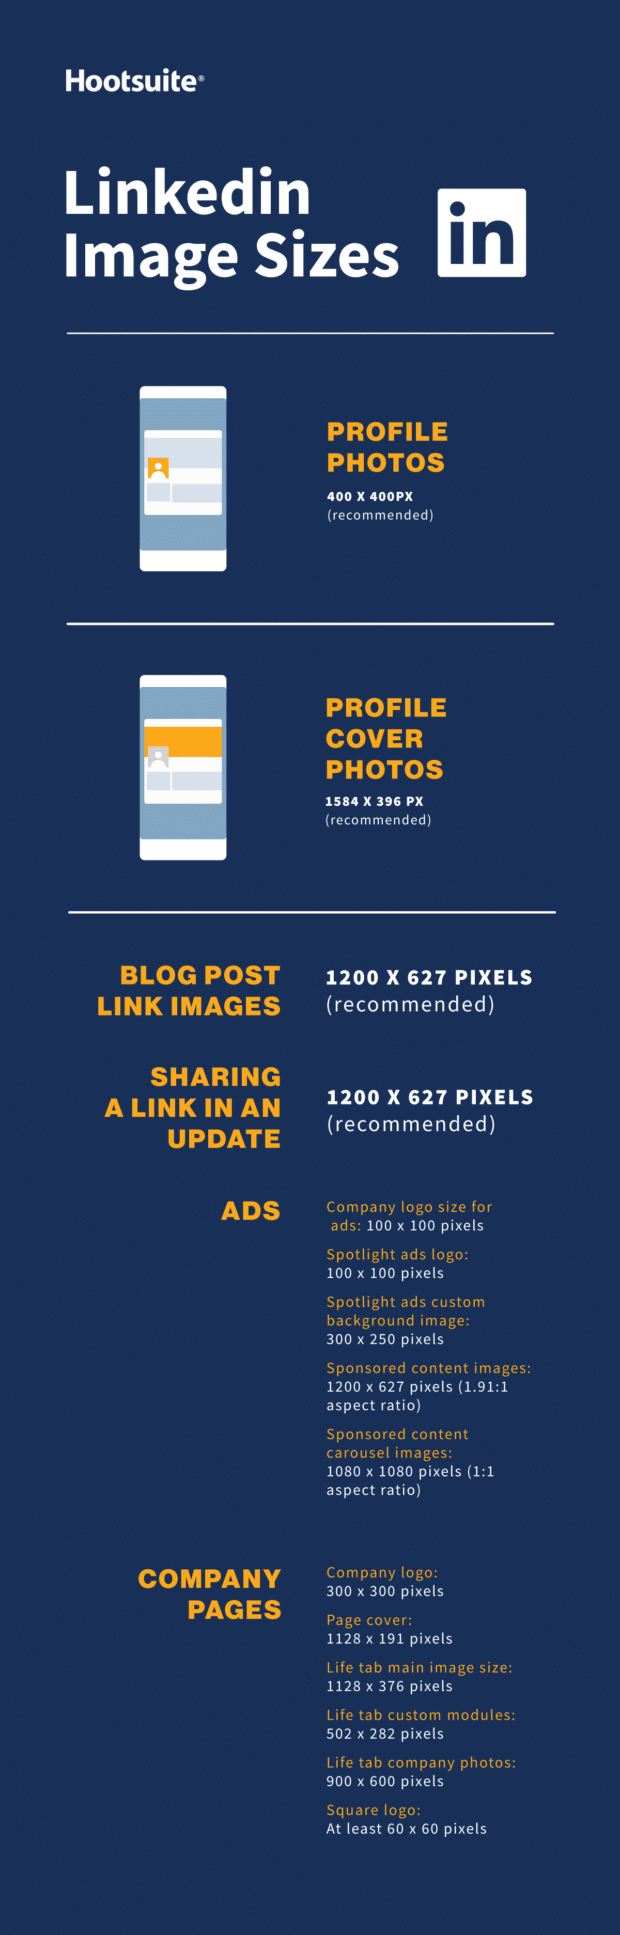 Hootsuite®
Linkedin
Image Sizes
in
PROFILE
PHOTOS
400 X 400PX
(recommended)
PROFILE
COVER
PHOTOS
1584 X 396 PX
(recommended)
BLOG POST
LINK IMAGES
1200 X 627 PIXELS
(recommended)
SHARING
A LINK IN AN
UPDATE
1200 X 627 PIXELS
(recommended)
ADS
Company logo size for
ads: 100 x 100 pixels
Spotlight ads logo:
100 x 100 pixels
Spotlight ads custom
background image:
300 x 250 pixels
Sponsored content images:
1200 x 627 pixels (1.91:1
aspect ratio)
Sponsored content
carousel images:
1080 x 1080 pixels (1:1
aspect ratio)
COMPANY
PAGES
Company logo:
300 x 300 pixels
Page cover:
1128 x 191 pixels
Life tab main image size:
1128 x 376 pixels
Life tab custom modules:
502 x 282 pixels
Life tab company photos:
900 x 600 pixels
Square logo:
At least 60 x 60 pixels